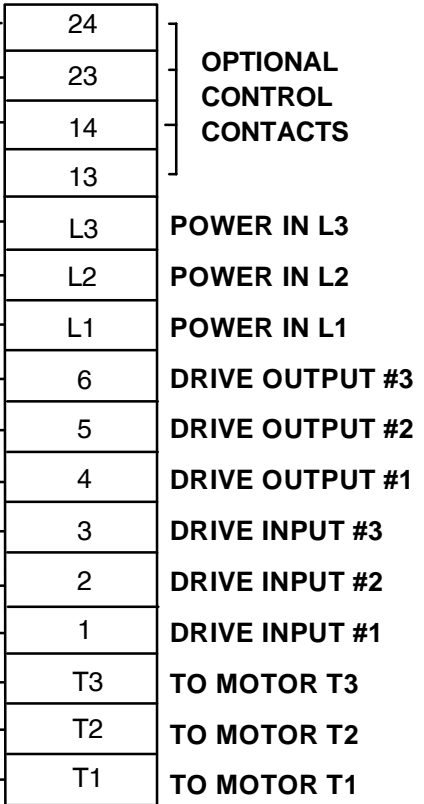 24
23
14
13
OPTIONAL
CONTROL
CONTACTS
L3 POWER IN L3
L2 POWER IN L2
L1 POWER IN L1
6 DRIVE OUTPUT #3
5 DRIVE OUTPUT #2
4 DRIVE OUTPUT #1
3 DRIVE INPUT #3
2 DRIVE INPUT #2
1 DRIVE INPUT #1
T3 TO MOTOR T3
T2 TO MOTOR T2
T1 TO MOTOR T1